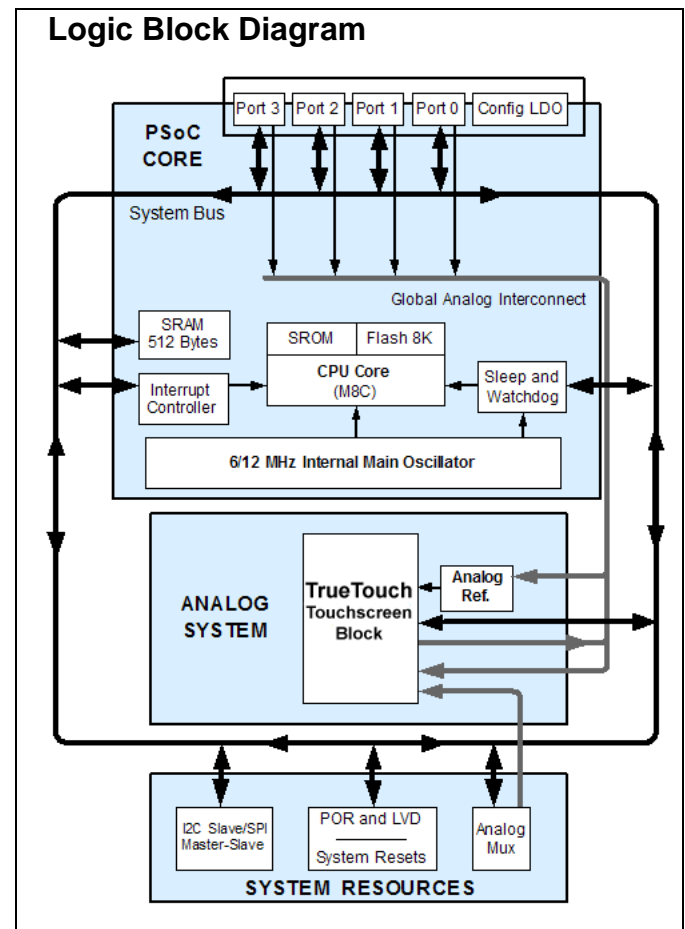 Logic Block Diagram
Port 3
Port 2
Port 1
Port 0
Config LDO
PSoC
CORE
System Bus
Global Analog Interconnect
SRAM
512 Bytes
SROM
Flash 8K
CPU Core
(M8C)
Interrupt
Controller
Sleep and
Watchdog
6/12 MHz Internal Main Oscillator
ANALOG
SYSTEM
TrueTouch
Touchscreen
Block
Analog
Ref.
I2C Slave/SPI
Master-Slave
POR and LVD
System Resets
Analog
Mux
SYSTEM RESOURCES